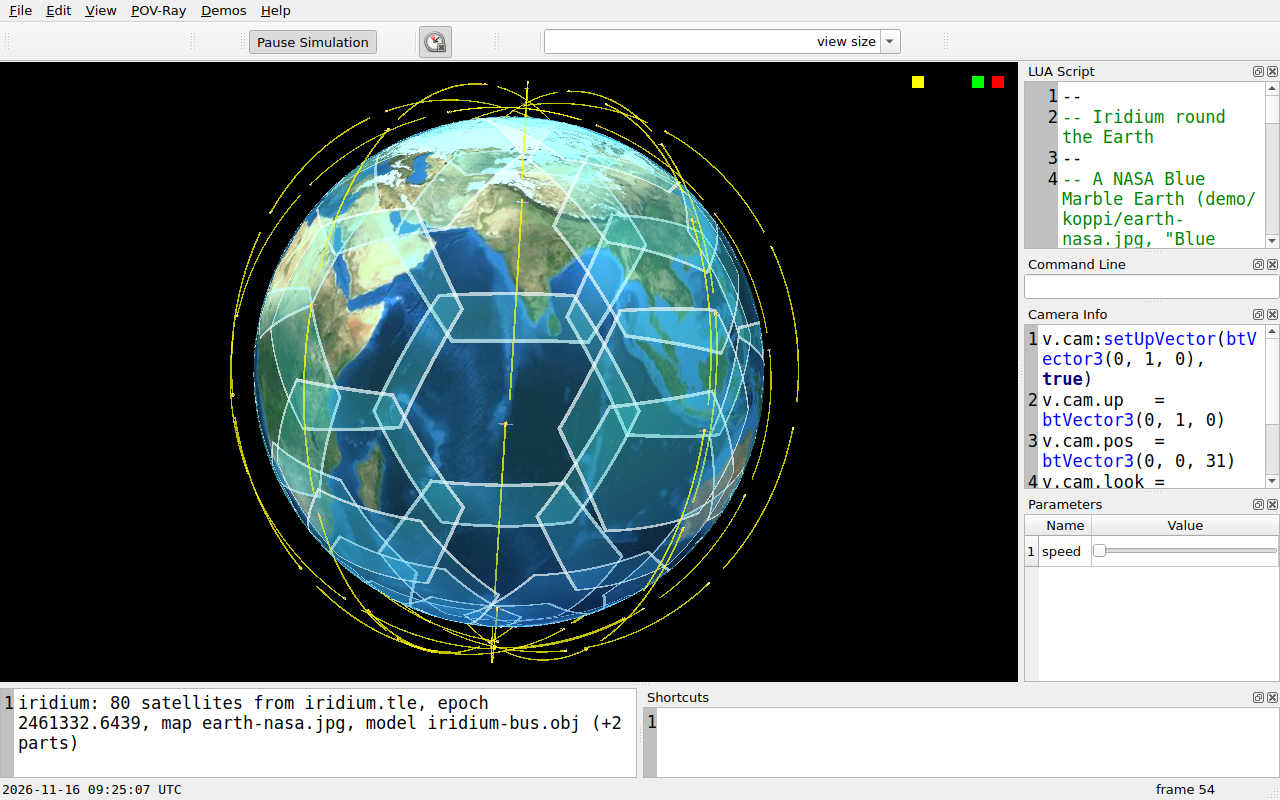 File Edit View POV-Ray Demos Help
Pause Simulation
view size
LUA Script
1 --
2 -- Iridium round
the Earth
3 --
4 -- A NASA Blue
Marble Earth (demo/
koppi/earth-
nasa.jpg, "Blue
Command Line
Camera Info
1 v.cam:setUpVector(btV
ector3(0, 1, 0),
true)
2 v.cam.up   =
btVector3(0, 1, 0)
3 v.cam.pos  =
btVector3(0, 0, 31)
4 v.cam.look =
Parameters
Name Value
1 speed
1 iridium: 80 satellites from iridium.tle, epoch
2461332.6439, map earth-nasa.jpg, model iridium-bus.obj (+2
parts)
Shortcuts
1
2026-11-16 09:25:07 UTC
frame 54